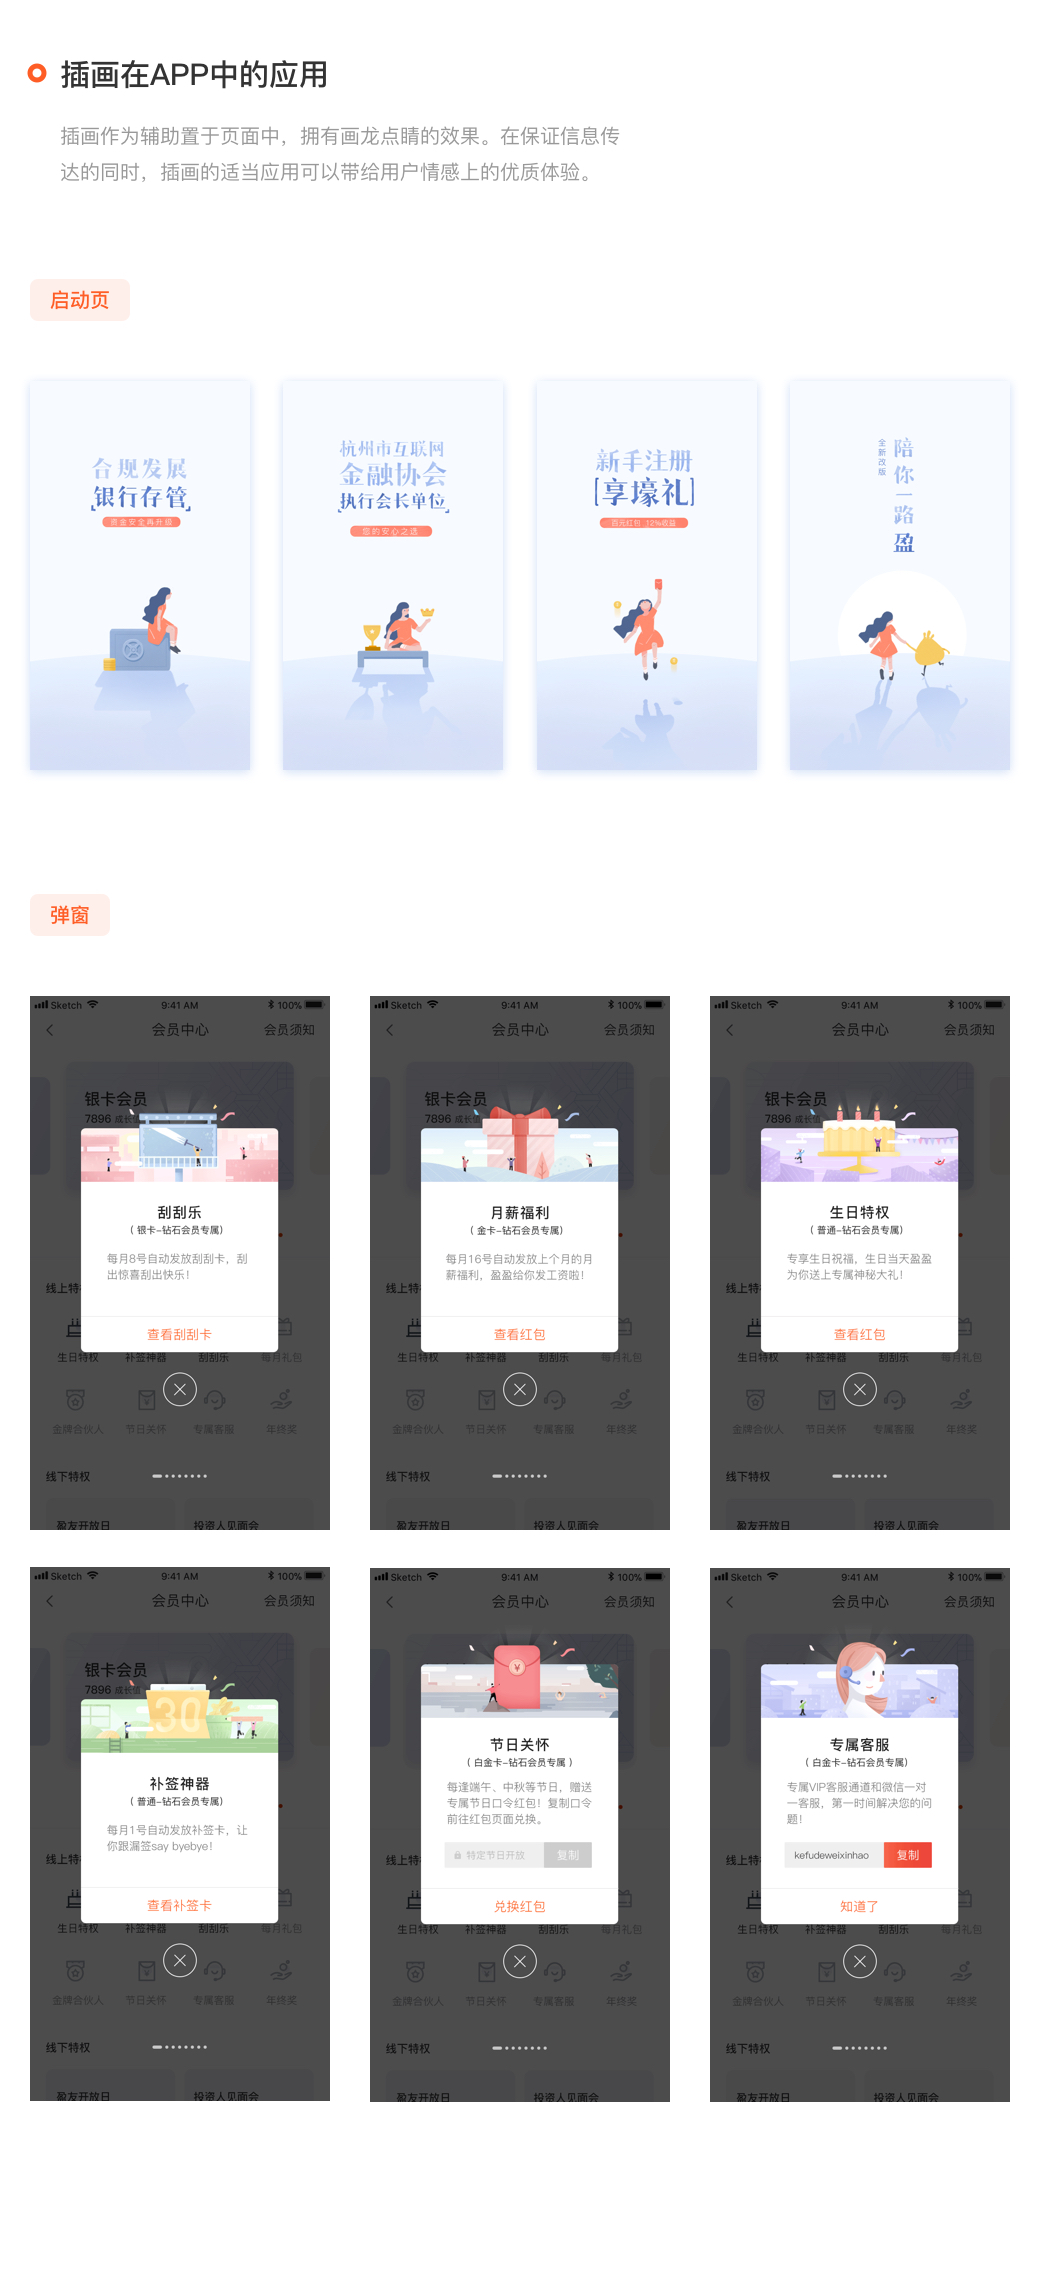 插画在APP中的应用
插画作为辅助置于页面中，拥有画龙点睛的效果。在保证信息传
达的同时，插画的适当应用可以带给用户情感上的优质体验。
启动页
合规发展
银行存管
资金安全再升级
杭州市互联网
金融协会
执行会长单位
您的安心之选
新手注册
[享壕礼]
百元红包 12%收益
全新改版
陪你一路盈
弹窗
Sketch 9:41 AM 100%
会员中心 会员须知
银卡会员
7896 成长值
刮刮乐
( 银卡-钻石会员专属)
每月8号自动发放刮刮卡，刮
出惊喜刮出快乐！
线上特
查看刮刮卡
生日特权 补签神器 刮刮乐 每月礼包
金牌合伙人 节日关怀 专属客服 年终奖
线下特权
盈友开放日 投资人见面会
Sketch 9:41 AM 100%
会员中心 会员须知
银卡会员
7896 成长值
月薪福利
( 金卡-钻石会员专属)
每月16号自动发放上个月的月
薪福利，盈盈给你发工资啦！
线上特
查看红包
生日特权 补签神器 刮刮乐 每月礼包
金牌合伙人 节日关怀 专属客服 年终奖
线下特权
盈友开放日 投资人见面会
Sketch 9:41 AM 100%
会员中心 会员须知
银卡会员
7896 成长值
生日特权
( 普通-钻石会员专属)
专享生日祝福，生日当天盈盈
为你送上专属神秘大礼！
线上特
查看红包
生日特权 补签神器 刮刮乐 每月礼包
金牌合伙人 节日关怀 专属客服 年终奖
线下特权
盈友开放日 投资人见面会
Sketch 9:41 AM 100%
会员中心 会员须知
银卡会员
7896 成长值
30
补签神器
( 普通-钻石会员专属)
每月1号自动发放补签卡，让
你跟漏签say byebye！
线上特
查看补签卡
生日特权 补签神器 刮刮乐 每月礼包
金牌合伙人 节日关怀 专属客服 年终奖
线下特权
盈友开放日 投资人见面会
Sketch 9:41 AM 100%
会员中心 会员须知
¥
节日关怀
( 白金卡-钻石会员专属 )
每逢端午、中秋等节日，赠送
专属节日口令红包！复制口令
前往红包页面兑换。
特定节日开放 复制
线上特
兑换红包
生日特权 补签神器 刮刮乐 每月礼包
金牌合伙人 节日关怀 专属客服 年终奖
线下特权
盈友开放日 投资人见面会
Sketch 9:41 AM 100%
会员中心 会员须知
专属客服
( 白金卡-钻石会员专属)
专属VIP客服通道和微信一对
一客服，第一时间解决您的问
题！
kefudeweixinhao 复制
线上特
知道了
生日特权 补签神器 刮刮乐 每月礼包
金牌合伙人 节日关怀 专属客服 年终奖
线下特权
盈友开放日 投资人见面会